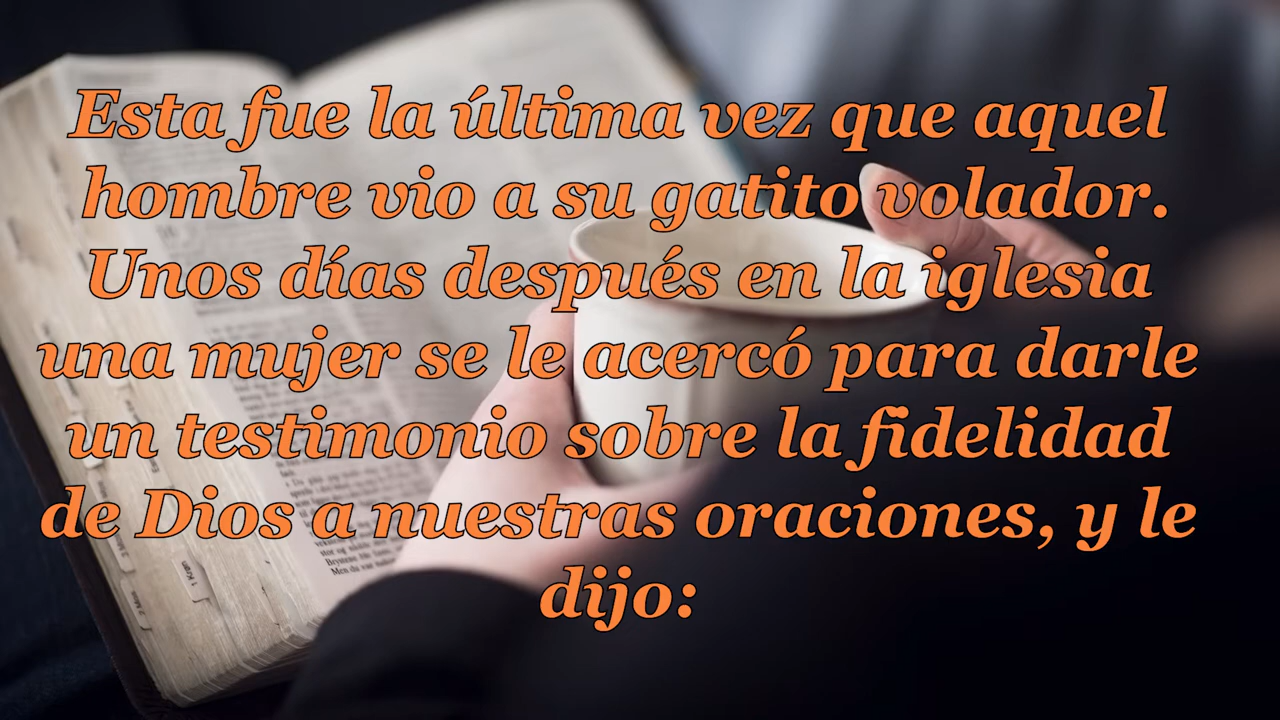 Esta fue la última vez que aquel
hombre vio a su gatito volador.
Unos días después en la iglesia
una mujer se le acercó para darle
un testimonio sobre la fidelidad
de Dios a nuestras oraciones, y le
dijo: